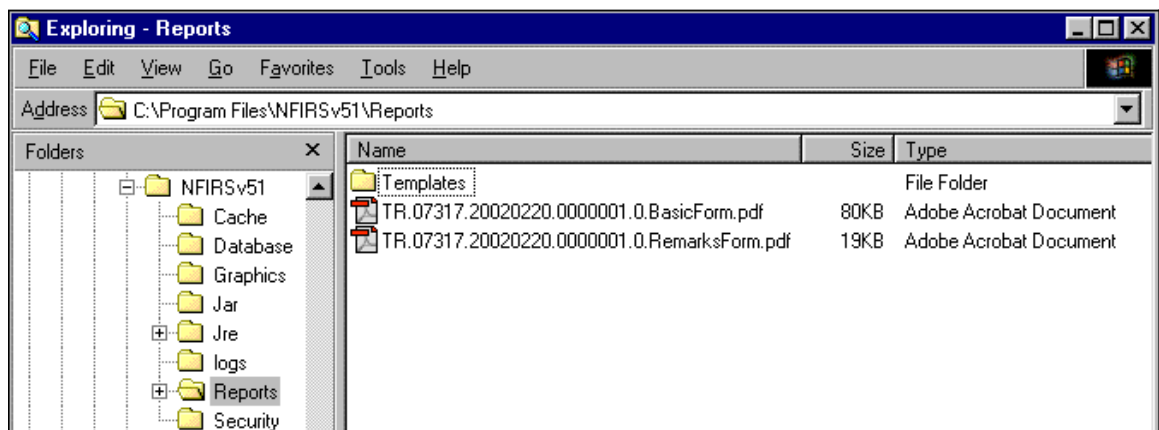 Exploring - Reports
File Edit View Go Favorites Tools Help
Address C:\Program Files\NFIRSv51\Reports
Folders
NFIRSv51
Cache
Database
Graphics
Jar
Jre
logs
Reports
Security
Name Size Type
Templates File Folder
TR.07317.20020220.0000001.0.BasicForm.pdf 80KB Adobe Acrobat Document
TR.07317.20020220.0000001.0.RemarksForm.pdf 19KB Adobe Acrobat Document